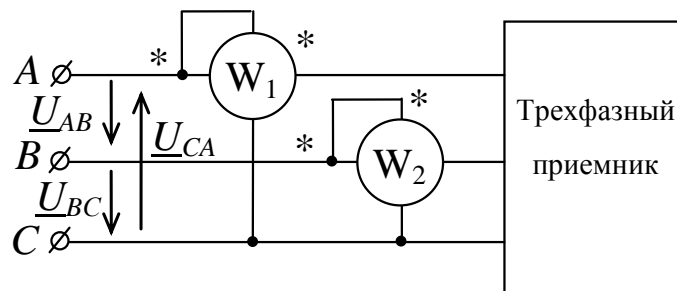 * *
A W1
U_AB * Трехфазный
B * U_CA W2 приемник
U_BC
C